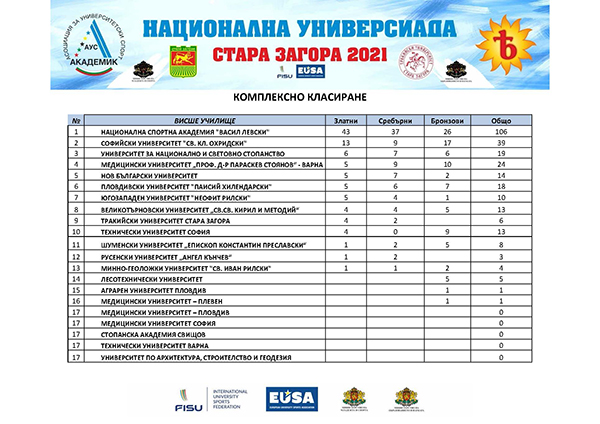 АСОЦИАЦИЯ ЗА УНИВЕРСИТЕТСКИ СПОРТ
АУС
АКАДЕМИК
НАЦИОНАЛНА УНИВЕРСИАДА
СТАРА ЗАГОРА 2021
FISU
EUSA
ТРАКИЙСКИ УНИВЕРСИТЕТ
СТАРА ЗАГОРА
КОМПЛЕКСНО КЛАСИРАНЕ
№ ВИСШЕ УЧИЛИЩЕ Златни Сребърни Бронзови Общо
1 НАЦИОНАЛНА СПОРТНА АКАДЕМИЯ "ВАСИЛ ЛЕВСКИ" 43 37 26 106
2 СОФИЙСКИ УНИВЕРСИТЕТ "СВ. КЛ. ОХРИДСКИ" 13 9 17 39
3 УНИВЕРСИТЕТ ЗА НАЦИОНАЛНО И СВЕТОВНО СТОПАНСТВО 6 7 6 19
4 МЕДИЦИНСКИ УНИВЕРСИТЕТ „ПРОФ. Д-Р ПАРАСКЕВ СТОЯНОВ" - ВАРНА 5 9 10 24
5 НОВ БЪЛГАРСКИ УНИВЕРСИТЕТ 5 7 2 14
6 ПЛОВДИВСКИ УНИВЕРСИТЕТ "ПАИСИЙ ХИЛЕНДАРСКИ" 5 6 7 18
7 ЮГОЗАПАДЕН УНИВЕРСИТЕТ "НЕОФИТ РИЛСКИ" 5 4 1 10
8 ВЕЛИКОТЪРНОВСКИ УНИВЕРСИТЕТ „СВ.СВ. КИРИЛ И МЕТОДИЙ" 4 4 5 13
9 ТРАКИЙСКИ УНИВЕРСИТЕТ СТАРА ЗАГОРА 4 2 6
10 ТЕХНИЧЕСКИ УНИВЕРСИТЕТ СОФИЯ 4 0 9 13
11 ШУМЕНСКИ УНИВЕРСИТЕТ „ЕПИСКОП КОНСТАНТИН ПРЕСЛАВСКИ" 1 2 5 8
12 РУСЕНСКИ УНИВЕРСИТЕТ „АНГЕЛ КЪНЧЕВ" 1 2 3
13 МИННО-ГЕОЛОЖКИ УНИВЕРСИТЕТ "СВ. ИВАН РИЛСКИ" 1 1 2 4
14 ЛЕСОТЕХНИЧЕСКИ УНИВЕРСИТЕТ 5 5
15 АГРАРЕН УНИВЕРСИТЕТ ПЛОВДИВ 1 1
16 МЕДИЦИНСКИ УНИВЕРСИТЕТ – ПЛЕВЕН 1 1
17 МЕДИЦИНСКИ УНИВЕРСИТЕТ – ПЛОВДИВ 0
17 МЕДИЦИНСКИ УНИВЕРСИТЕТ СОФИЯ 0
17 СТОПАНСКА АКАДЕМИЯ СВИЩОВ 0
17 ТЕХНИЧЕСКИ УНИВЕРСИТЕТ ВАРНА 0
17 УНИВЕРСИТЕТ ПО АРХИТЕКТУРА, СТРОИТЕЛСТВО И ГЕОДЕЗИЯ 0
FISU
INTERNATIONAL
UNIVERSITY
SPORTS
FEDERATION
EUSA